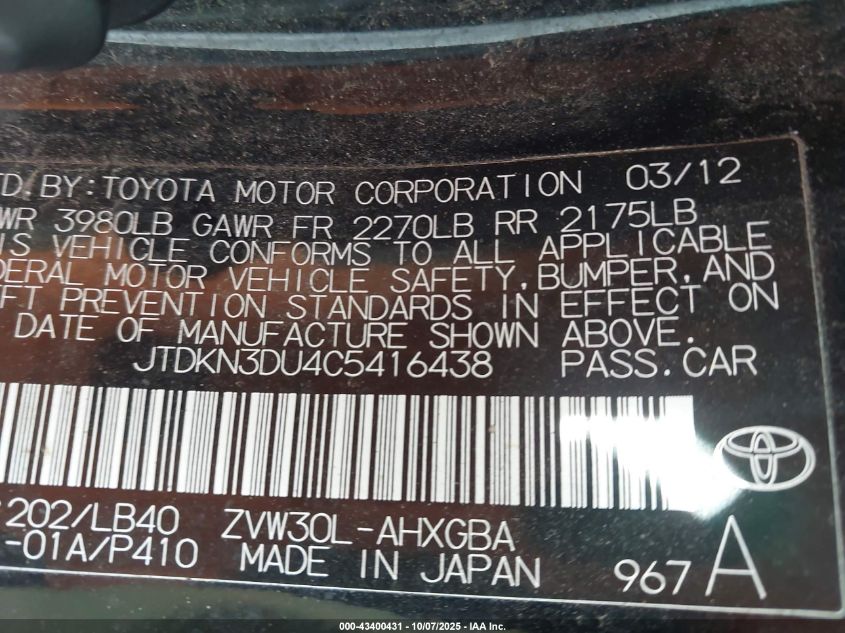 TD. BY: TOYOTA MOTOR CORPORATION 03/12
WR 3980LB GAWR FR 2270LB RR 2175LB
IS VEHICLE CONFORMS TO ALL APPLICABLE
DERAL MOTOR VEHICLE SAFETY, BUMPER, AND
FT PREVENTION STANDARDS IN EFFECT ON
DATE OF MANUFACTURE SHOWN ABOVE.
JTDKN3DU4C5416438 PASS.CAR
202/LB40 ZVW30L-AHXGBA
-01A/P410 MADE IN JAPAN 967 A
000-43400431 - 10/07/2025 - IAA Inc.